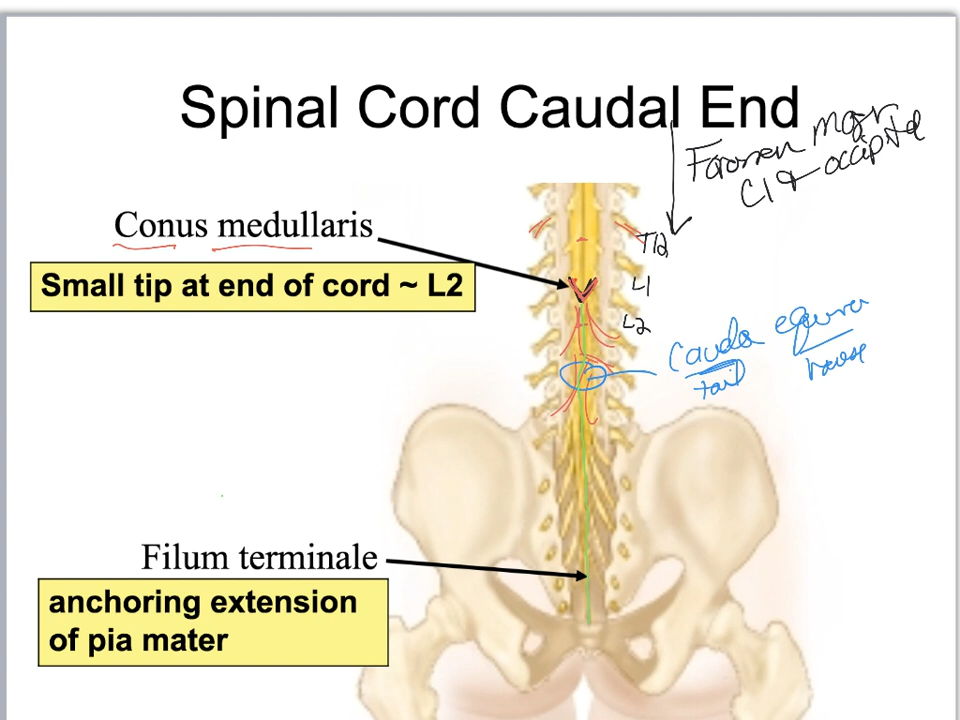 Spinal Cord Caudal End
Foramen mgn
C1 & occipital
Conus medullaris
T12
Small tip at end of cord ~ L2
L1
L2
Cauda equina
tail horse
Filum terminale
anchoring extension
of pia mater